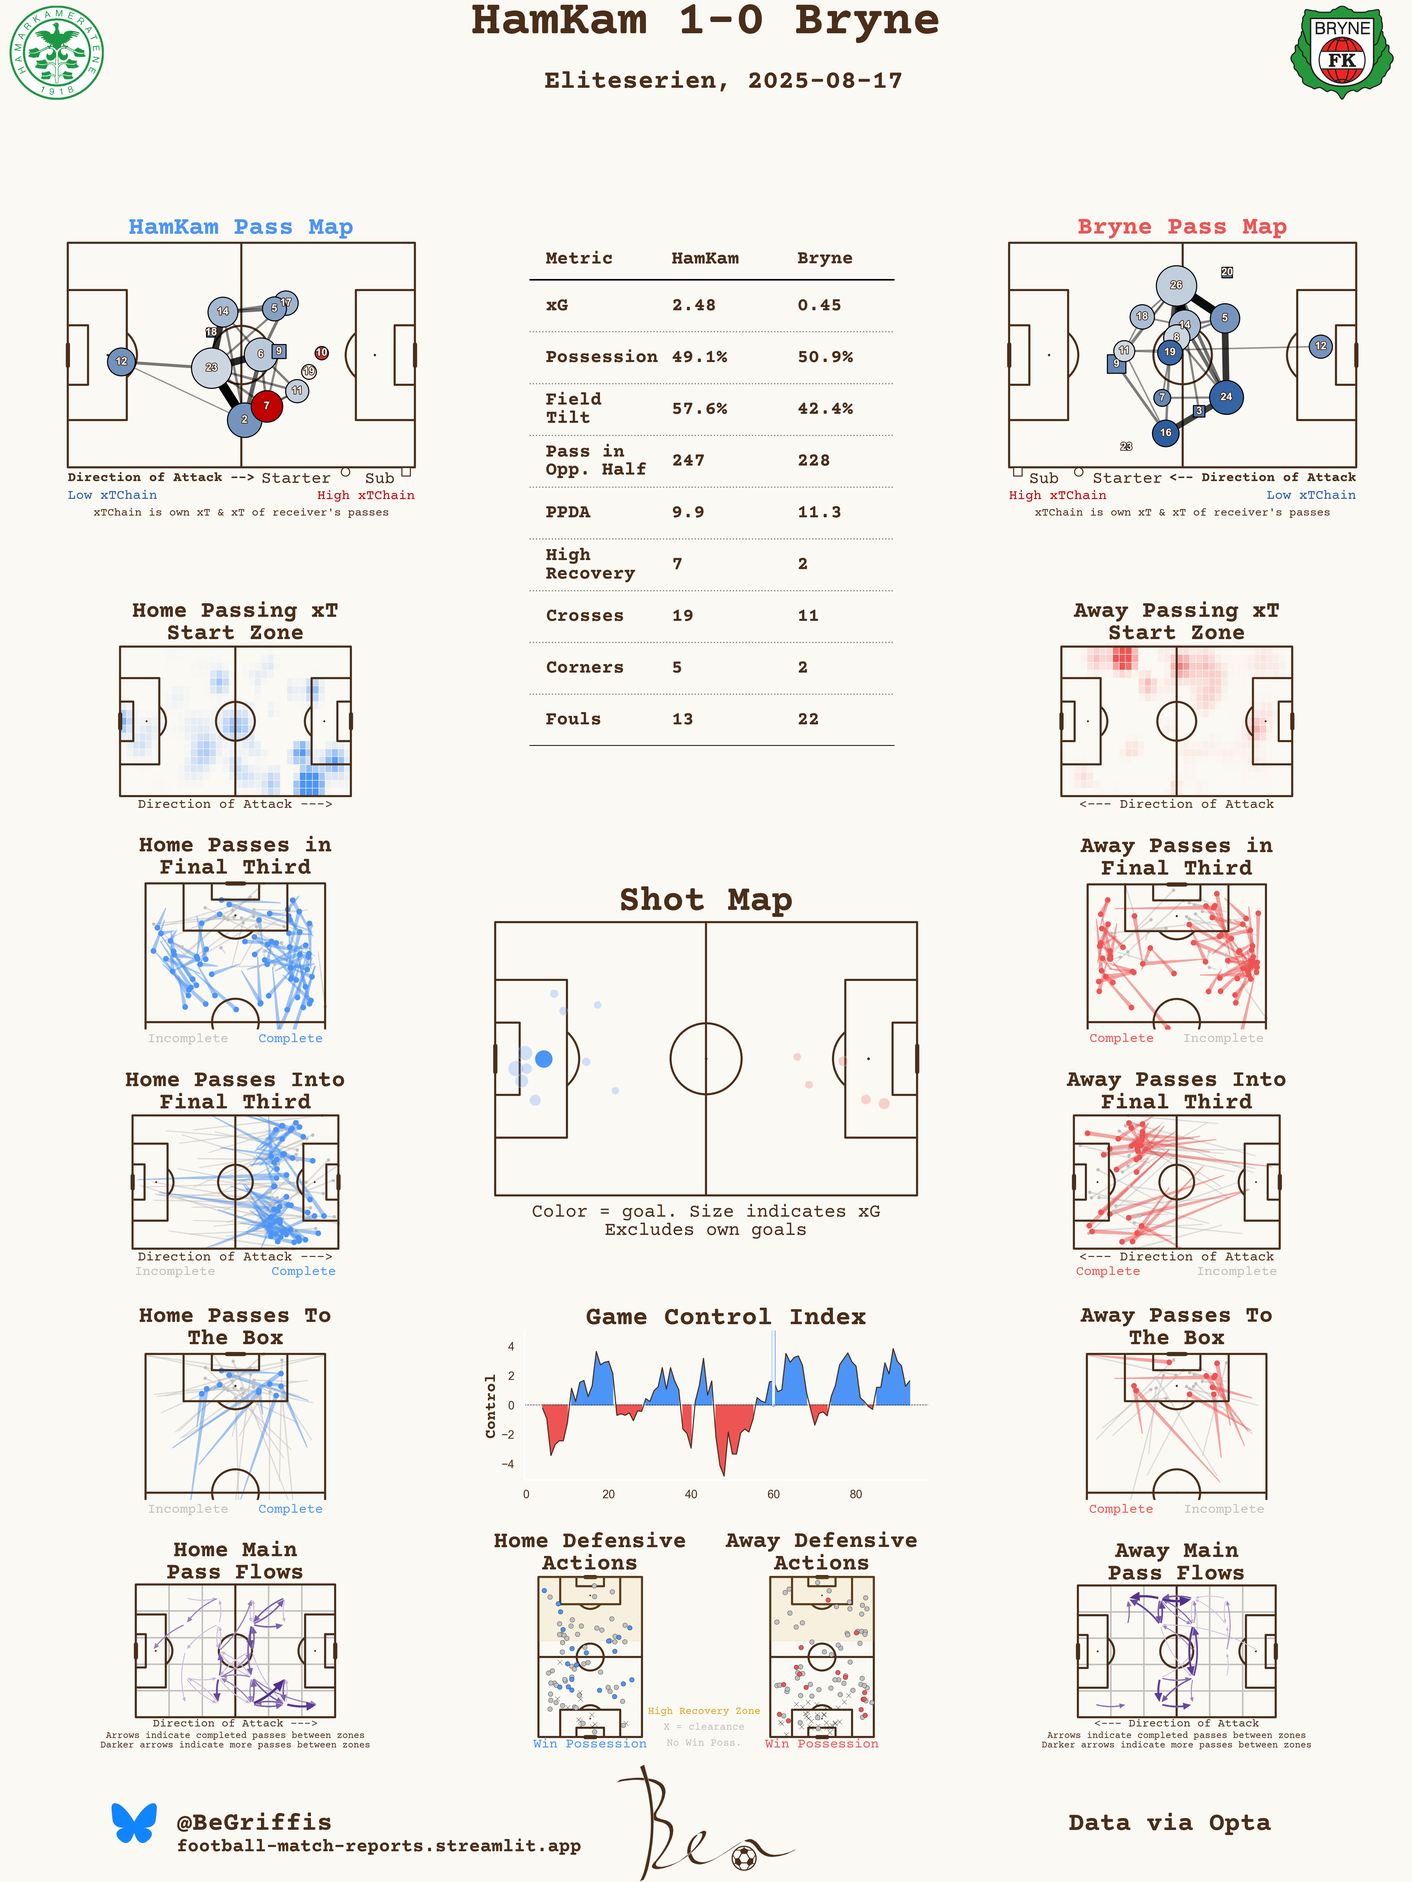 HamKam 1-0 Bryne
Eliteserien, 2025-08-17
HAMARKAMERATENE
1918
BRYNE
FK
HamKam Pass Map
14
5
17
18
12
23
6
9
10
19
11
7
2
Direction of Attack --> Starter Sub
Low xTChain High xTChain
xTChain is own xT & xT of receiver's passes
Metric HamKam Bryne
xG 2.48 0.45
Possession 49.1% 50.9%
Field
Tilt 57.6% 42.4%
Pass in
Opp. Half 247 228
PPDA 9.9 11.3
High
Recovery 7 2
Crosses 19 11
Corners 5 2
Fouls 13 22
Bryne Pass Map
20
26
18
14
5
8
11
19
12
9
7
24
3
16
23
Sub Starter <-- Direction of Attack
High xTChain Low xTChain
xTChain is own xT & xT of receiver's passes
Home Passing xT
Start Zone
Direction of Attack --->
Away Passing xT
Start Zone
<--- Direction of Attack
Home Passes in
Final Third
Incomplete Complete
Away Passes in
Final Third
Complete Incomplete
Shot Map
Color = goal. Size indicates xG
Excludes own goals
Home Passes Into
Final Third
Direction of Attack --->
Incomplete Complete
Away Passes Into
Final Third
<--- Direction of Attack
Complete Incomplete
Home Passes To
The Box
Incomplete Complete
Game Control Index
Control
4
2
0
−2
−4
0 20 40 60 80
Away Passes To
The Box
Complete Incomplete
Home Main
Pass Flows
Direction of Attack --->
Arrows indicate completed passes between zones
Darker arrows indicate more passes between zones
Home Defensive
Actions
Win Possession
Away Defensive
Actions
Win Possession
High Recovery Zone
X = clearance
No Win Poss.
Away Main
Pass Flows
<--- Direction of Attack
Arrows indicate completed passes between zones
Darker arrows indicate more passes between zones
@BeGriffis
football-match-reports.streamlit.app
Ben
Data via Opta